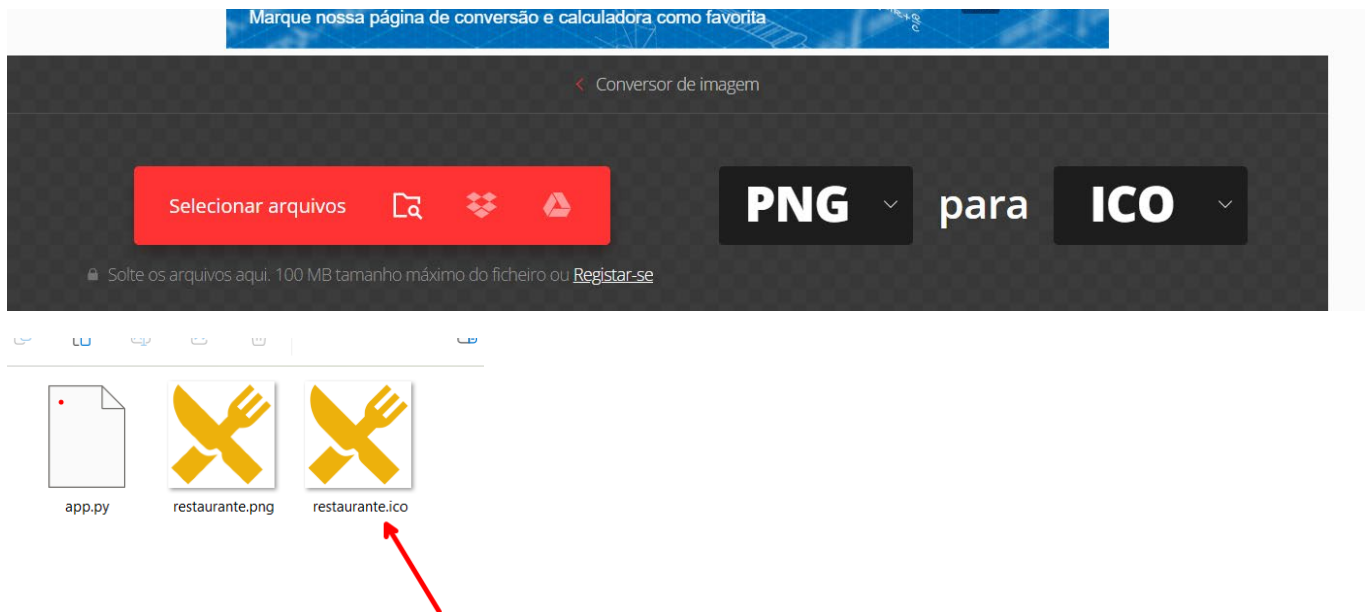 Marque nossa página de conversão e calculadora como favorita
< Conversor de imagem
Selecionar arquivos
PNG para ICO
Solte os arquivos aqui. 100 MB tamanho máximo do ficheiro ou Registar-se
app.py restaurante.png restaurante.ico